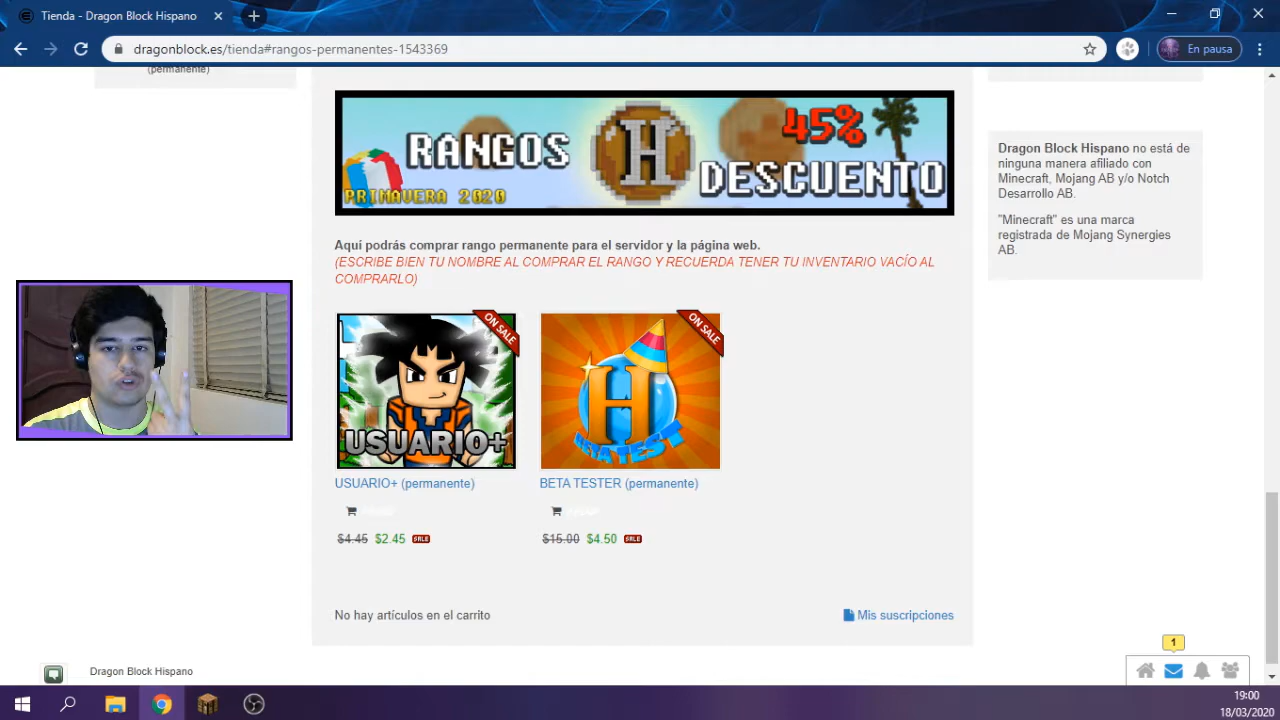 Tienda - Dragon Block Hispano
dragonblock.es/tienda#rangos-permanentes-1543369
En pausa
(permanente)
RANGOS
H
45%
DESCUENTO
PRIMAVERA 2020
Aquí podrás comprar rango permanente para el servidor y la página web.
(ESCRIBE BIEN TU NOMBRE AL COMPRAR EL RANGO Y RECUERDA TENER TU INVENTARIO VACÍO AL
COMPRARLO)
ON SALE
USUARIO+
ON SALE
H
BETA TEST
USUARIO+ (permanente)
BETA TESTER (permanente)
$4.45 $2.45 SALE
$15.00 $4.50 SALE
No hay artículos en el carrito
Mis suscripciones
Dragon Block Hispano no está de
ninguna manera afiliado con
Minecraft, Mojang AB y/o Notch
Desarrollo AB.
"Minecraft" es una marca
registrada de Mojang Synergies
AB.
Dragon Block Hispano
1
19:00
18/03/2020